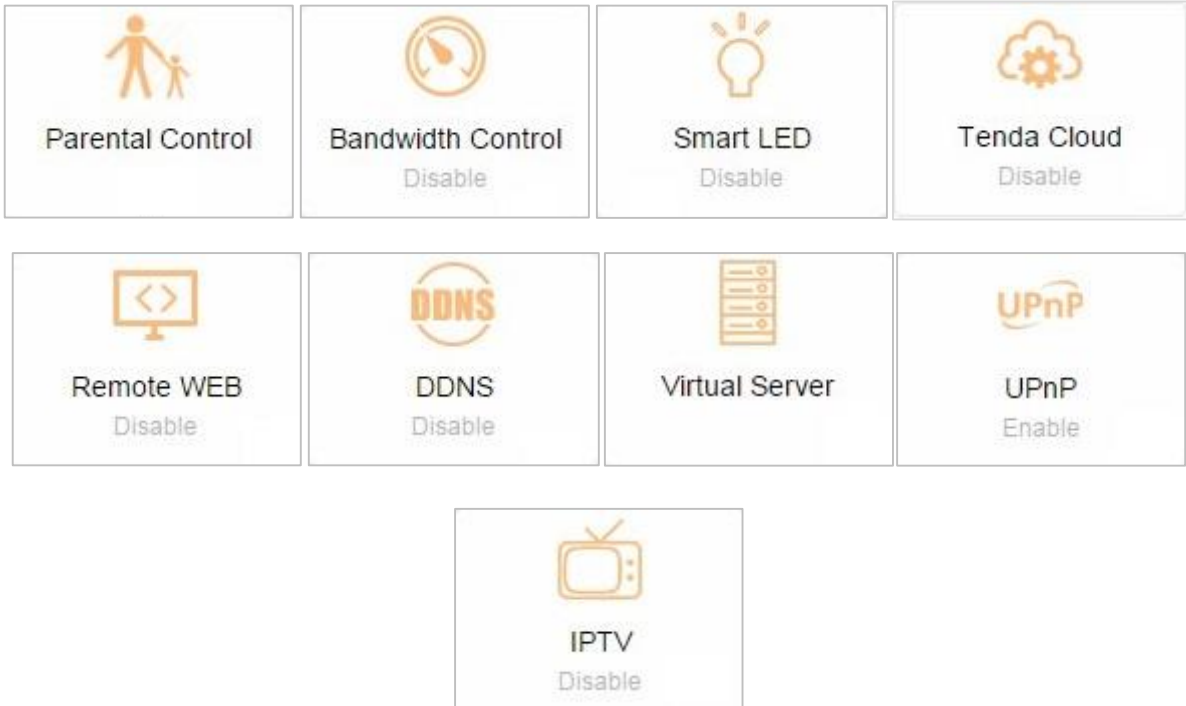 Parental Control
Bandwidth Control
Disable
Smart LED
Disable
Tenda Cloud
Disable
Remote WEB
Disable
DDNS
DDNS
Disable
Virtual Server
UPnP
UPnP
Enable
IPTV
Disable